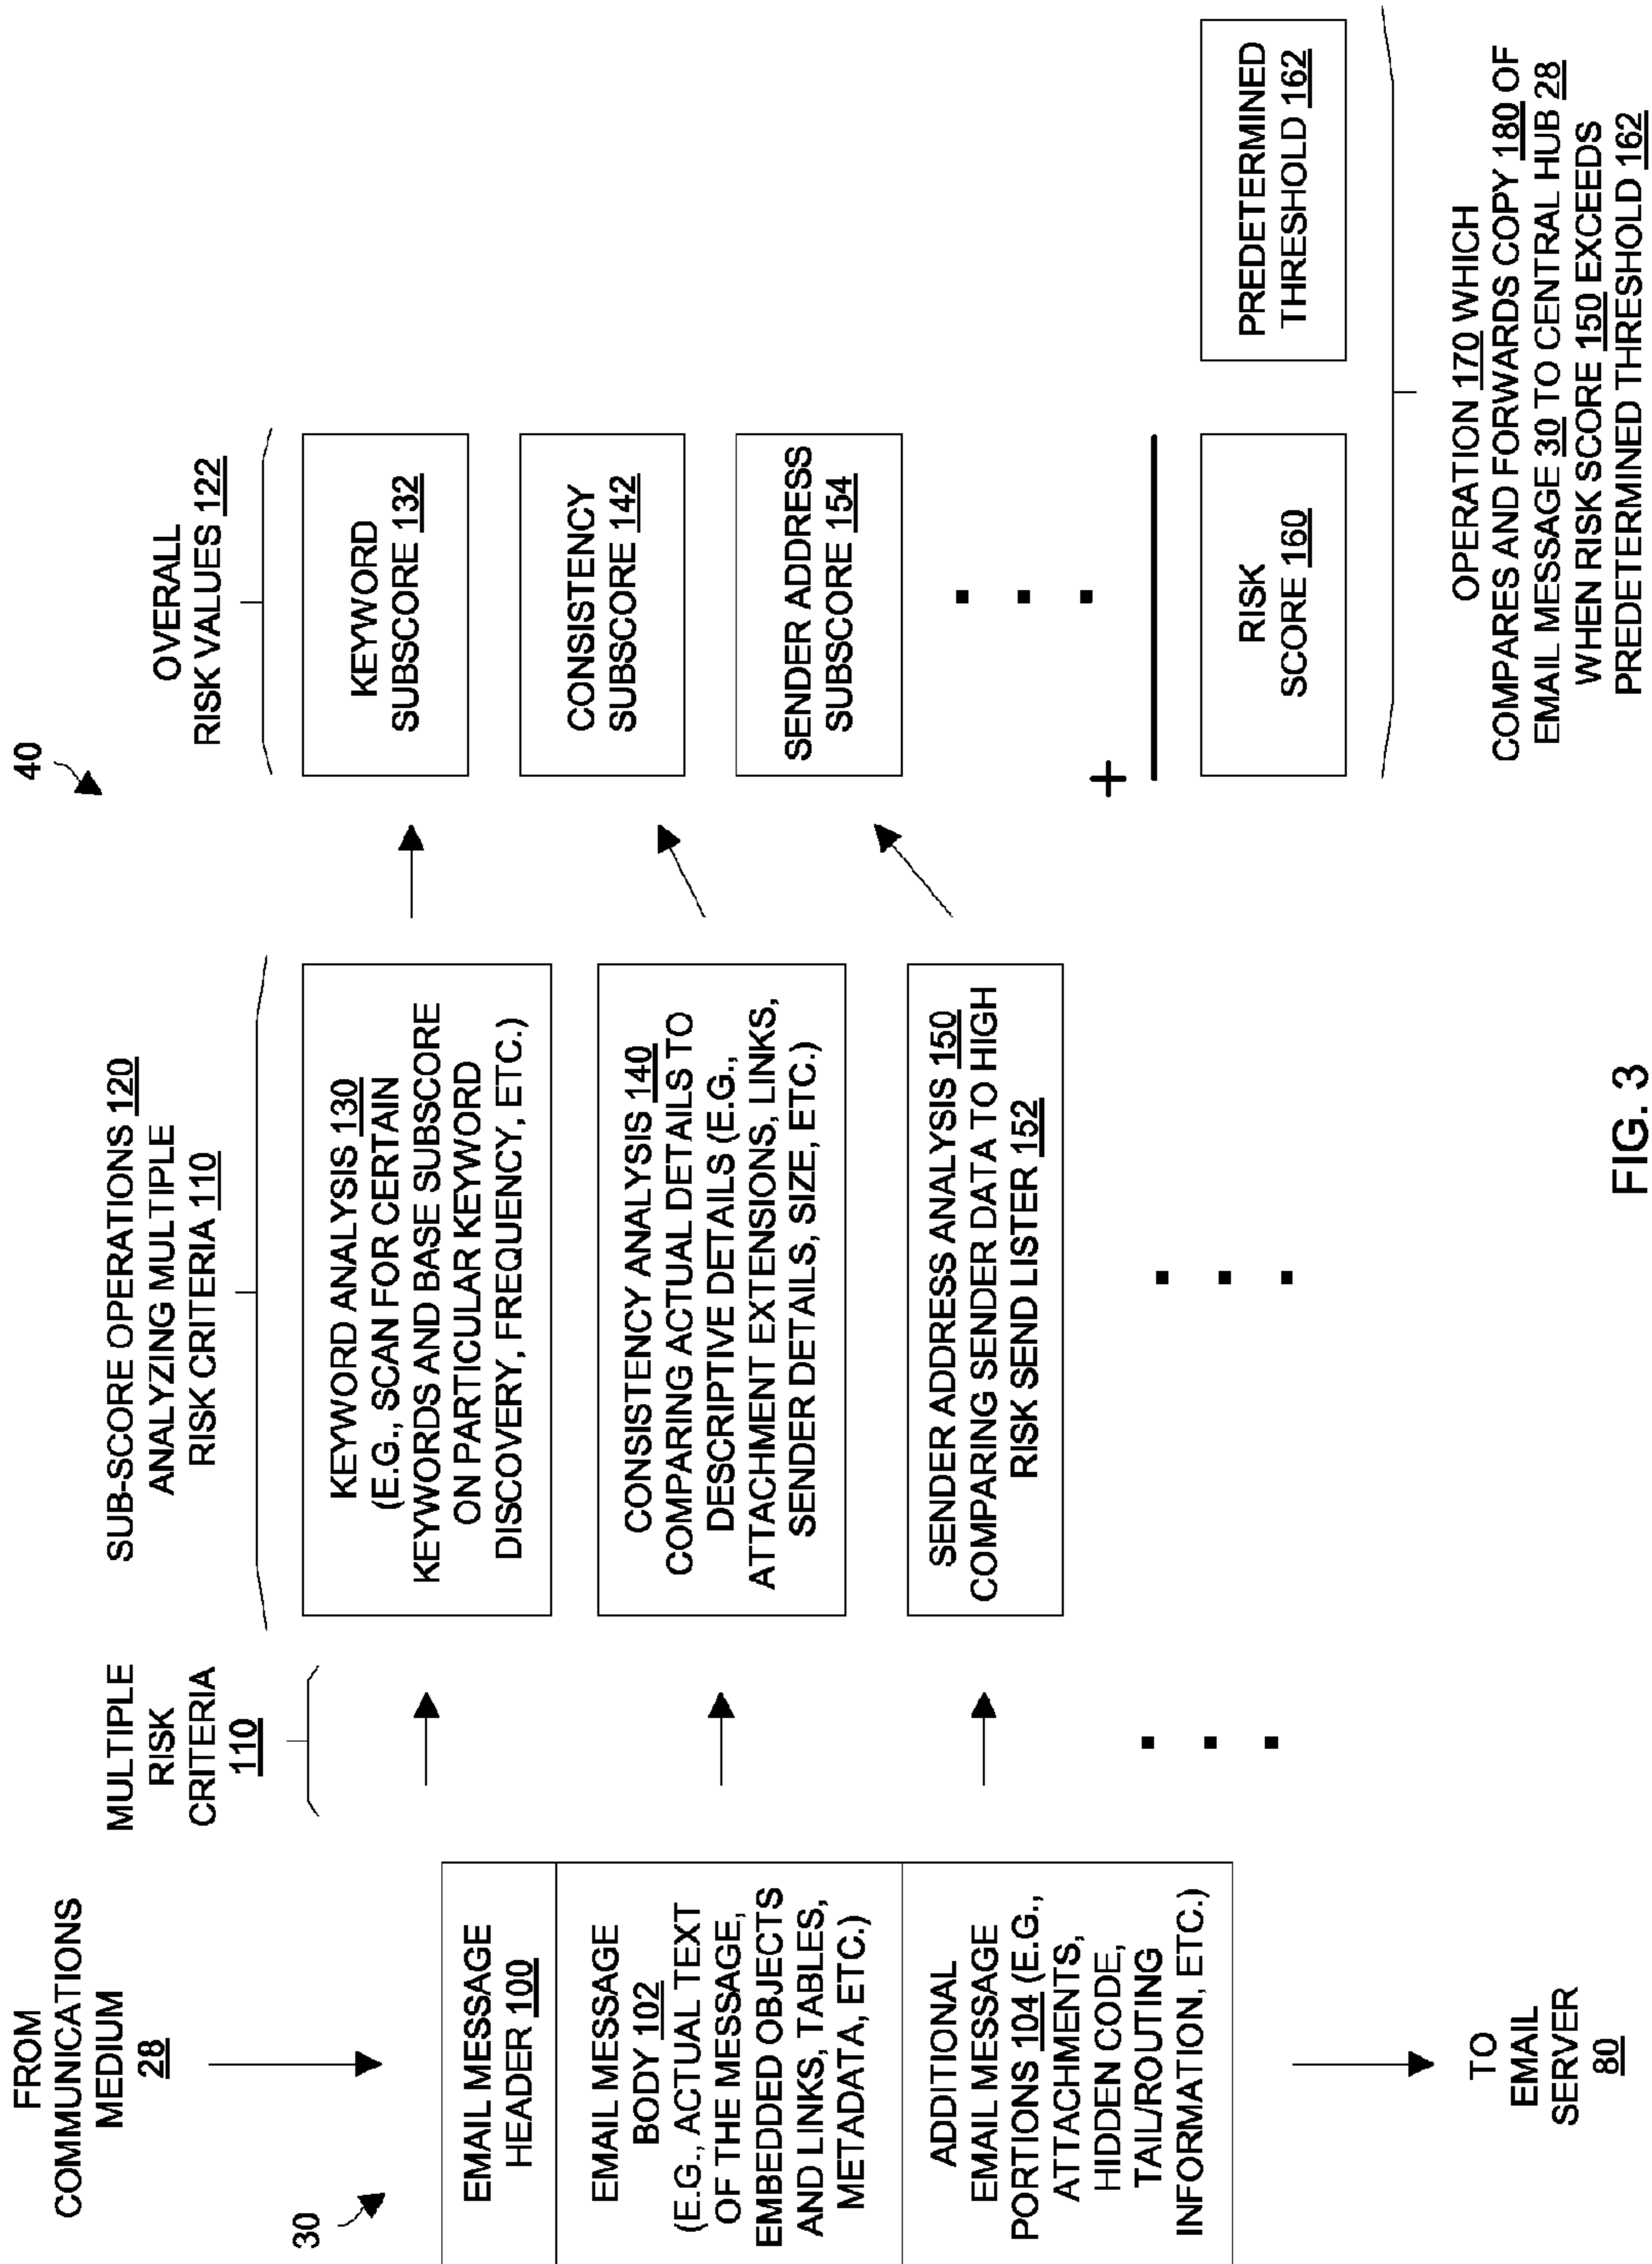 40
FROM
COMMUNICATIONS
MEDIUM
28
30
EMAIL MESSAGE
HEADER 100
EMAIL MESSAGE
BODY 102
(E.G., ACTUAL TEXT
OF THE MESSAGE,
EMBEDDED OBJECTS
AND LINKS, TABLES,
METADATA, ETC.)
ADDITIONAL
EMAIL MESSAGE
PORTIONS 104 (E.G.,
ATTACHMENTS,
HIDDEN CODE,
TAIL/ROUTING
INFORMATION, ETC.)
TO
EMAIL
SERVER
80
MULTIPLE
RISK
CRITERIA
110
SUB-SCORE OPERATIONS 120
ANALYZING MULTIPLE
RISK CRITERIA 110
KEYWORD ANALYSIS 130
(E.G., SCAN FOR CERTAIN
KEYWORDS AND BASE SUBSCORE
ON PARTICULAR KEYWORD
DISCOVERY, FREQUENCY, ETC.)
CONSISTENCY ANALYSIS 140
COMPARING ACTUAL DETAILS TO
DESCRIPTIVE DETAILS (E.G.,
ATTACHMENT EXTENSIONS, LINKS,
SENDER DETAILS, SIZE, ETC.)
SENDER ADDRESS ANALYSIS 150
COMPARING SENDER DATA TO HIGH
RISK SEND LISTER 152
OVERALL
RISK VALUES 122
KEYWORD
SUBSCORE 132
CONSISTENCY
SUBSCORE 142
SENDER ADDRESS
SUBSCORE 154
+
RISK
SCORE 160
PREDETERMINED
THRESHOLD 162
OPERATION 170 WHICH
COMPARES AND FORWARDS COPY 180 OF
EMAIL MESSAGE 30 TO CENTRAL HUB 28
WHEN RISK SCORE 150 EXCEEDS
PREDETERMINED THRESHOLD 162
FIG. 3